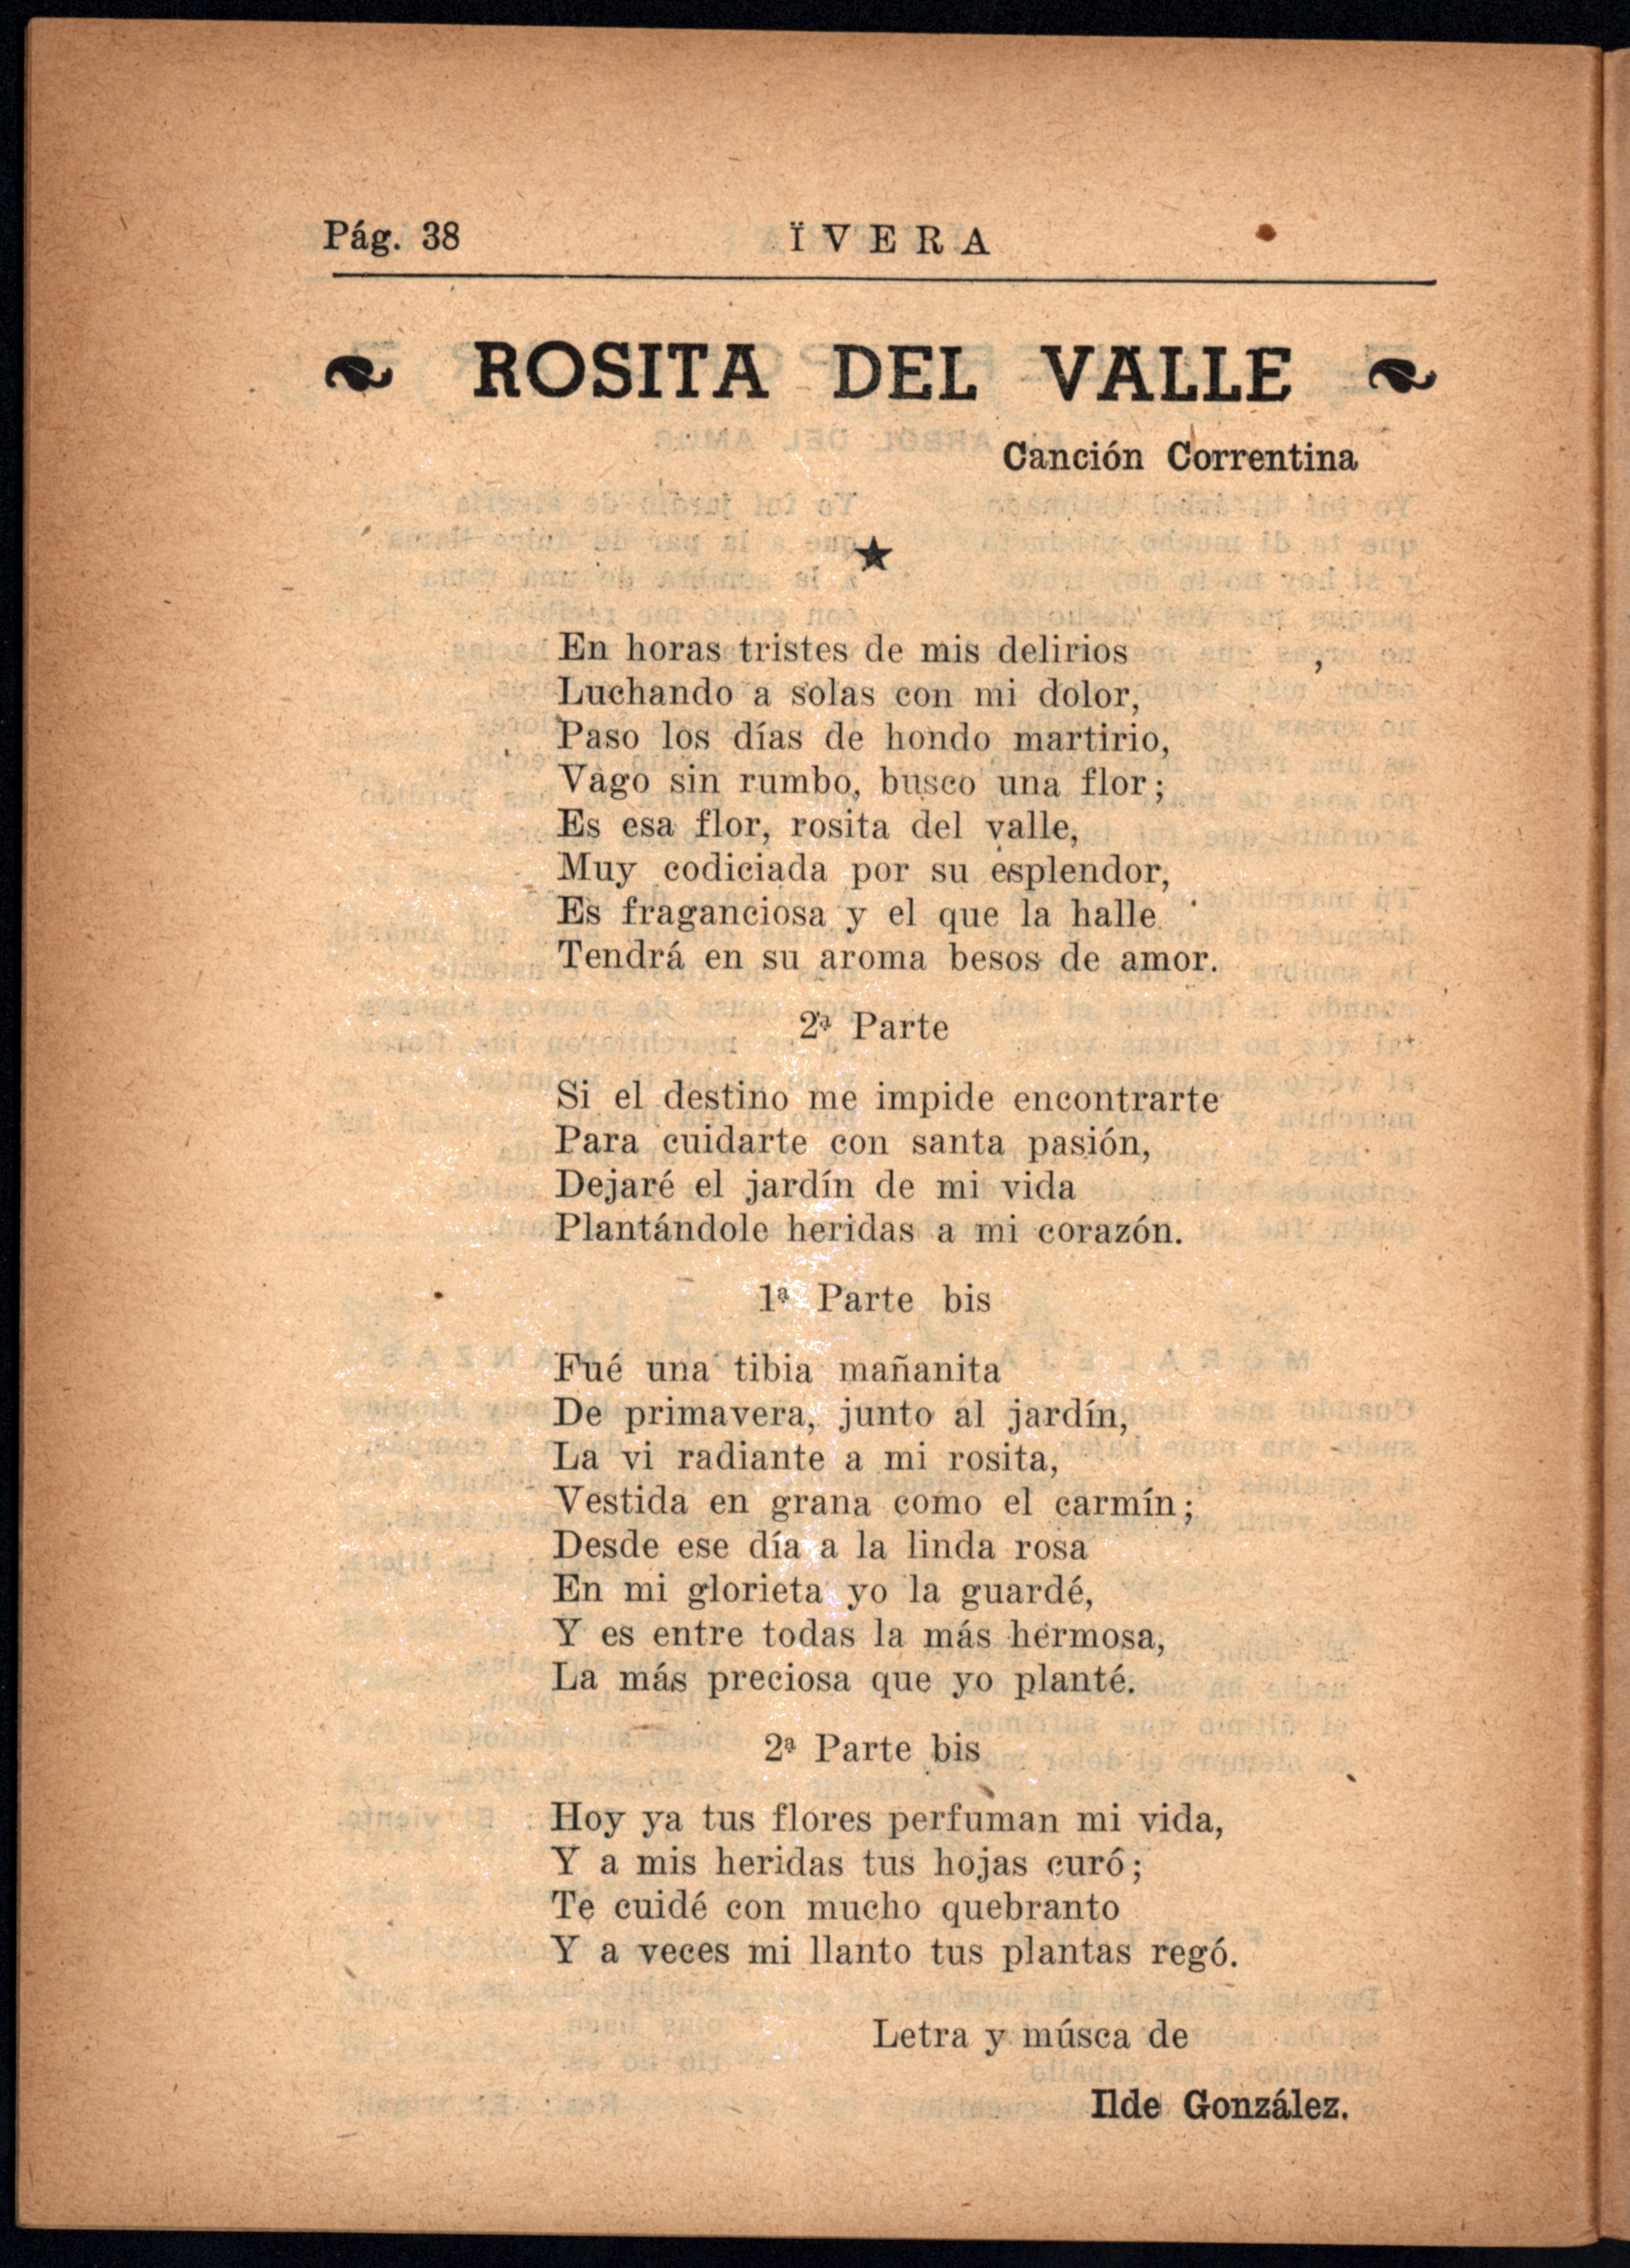 Pág. 38
ÏVERA
ROSITA DEL VALLE
Canción Correntina
En horas tristes de mis delirios
Luchando a solas con mi dolor,
Paso los días de hondo martirio,
Vago sin rumbo, busco una flor;
Es esa flor, rosita del valle,
Muy codiciada por su esplendor,
Es fraganciosa y el que la halle
Tendrá en su aroma besos de amor.
2ª Parte
Si el destino me impide encontrarte
Para cuidarte con santa pasión,
Dejaré el jardín de mi vida
Plantándole heridas a mi corazón.
1ª Parte bis
Fué una tibia mañanita
De primavera, junto al jardín,
La vi radiante a mi rosita,
Vestida en grana como el carmín;
Desde ese día a la linda rosa
En mi glorieta yo la guardé,
Y es entre todas la más hermosa,
La más preciosa que yo planté.
2ª Parte bis
Hoy ya tus flores perfuman mi vida,
Y a mis heridas tus hojas curó;
Te cuidé con mucho quebranto
Y a veces mi llanto tus plantas regó.
Letra y músca de
Ilde González.